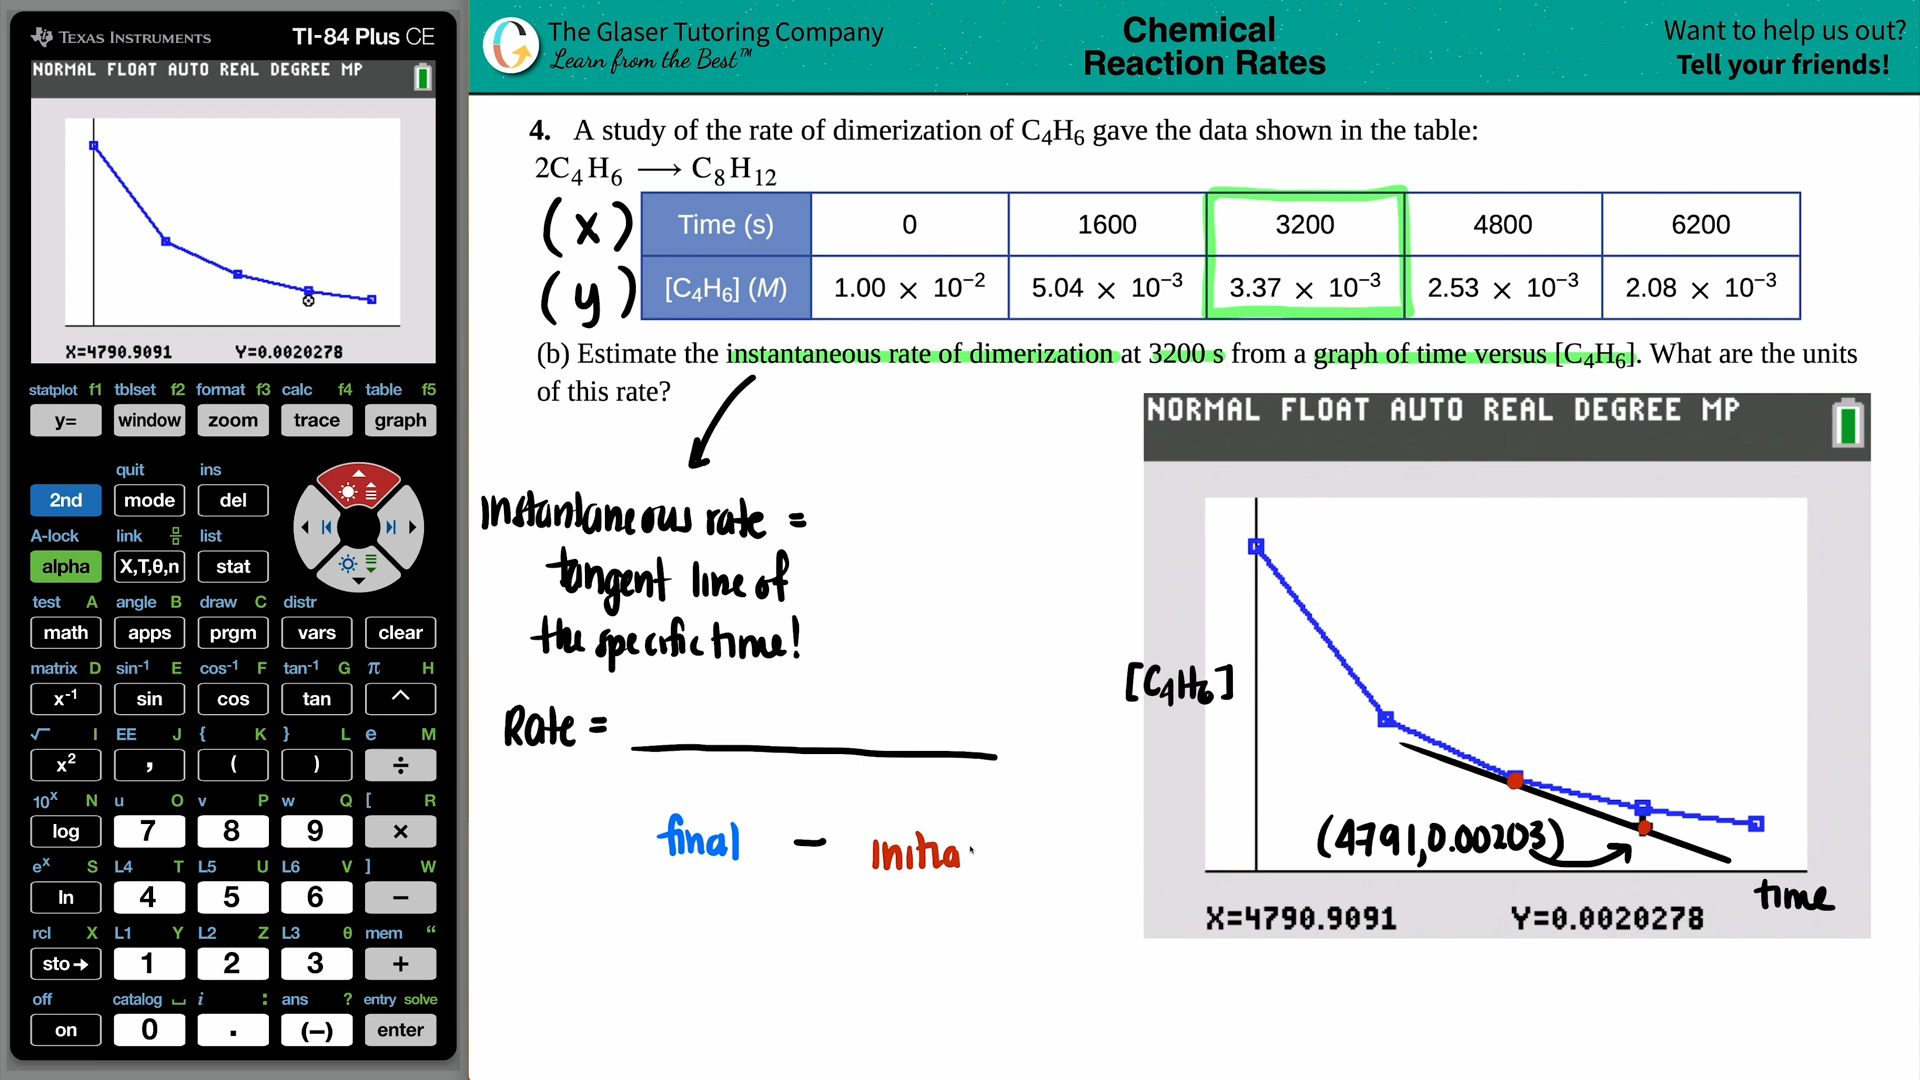 TEXAS INSTRUMENTS TI-84 Plus CE
NORMAL FLOAT AUTO REAL DEGREE MP
X=4790.9091 Y=0.0020278
statplot f1 tblset f2 format f3 calc f4 table f5
y= window zoom trace graph
quit ins
2nd mode del
A-lock link list
alpha X,T,θ,n stat
test A angle B draw C distr
math apps prgm vars clear
matrix D sin⁻¹ E cos⁻¹ F tan⁻¹ G π H
x⁻¹ sin cos tan ^
√ I EE J { K } L e M
x² , ( ) ÷
10ˣ N u O v P w Q [ R
log 7 8 9 ×
eˣ S L4 T L5 U L6 V ] W
ln 4 5 6 −
rcl X L1 Y L2 Z L3 θ mem “
sto→ 1 2 3 +
off catalog ⎵ i : ans ? entry solve
on 0 . (−) enter
The Glaser Tutoring Company
Learn from the Best™
Chemical
Reaction Rates
Want to help us out?
Tell your friends!
4. A study of the rate of dimerization of C₄H₆ gave the data shown in the table:
2C₄H₆ ⟶ C₈H₁₂
(x) Time (s) 0 1600 3200 4800 6200
(y) [C₄H₆] (M) 1.00 × 10⁻² 5.04 × 10⁻³ 3.37 × 10⁻³ 2.53 × 10⁻³ 2.08 × 10⁻³
(b) Estimate the instantaneous rate of dimerization at 3200 s from a graph of time versus [C₄H₆]. What are the units
of this rate?
Instantaneous rate =
tangent line of
the specific time!
Rate =
final − initia
NORMAL FLOAT AUTO REAL DEGREE MP
[C₄H₆]
(4791,0.00203)
time
X=4790.9091 Y=0.0020278